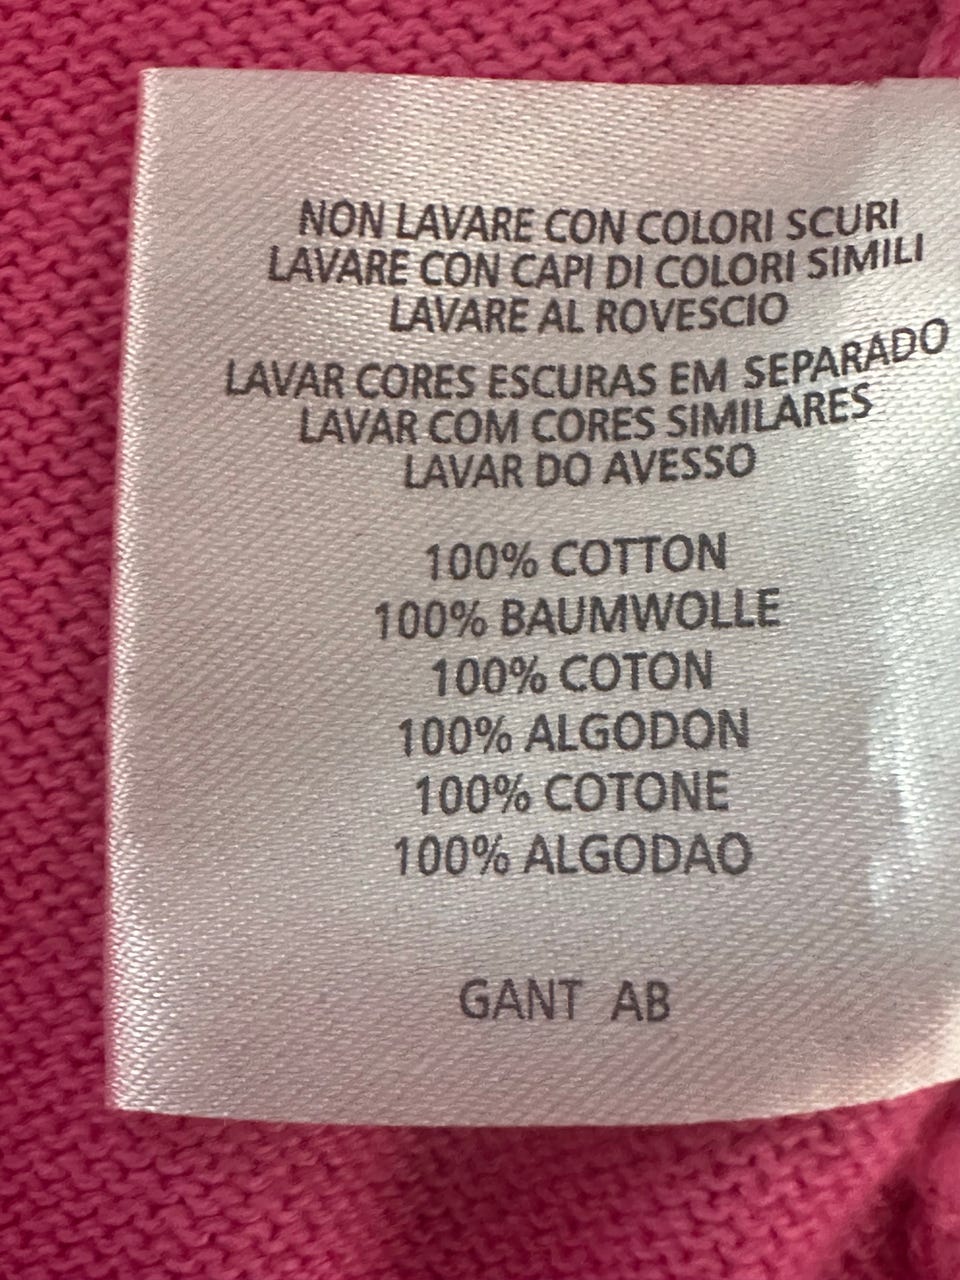 NON LAVARE CON COLORI SCURI
LAVARE CON CAPI DI COLORI SIMILI
LAVARE AL ROVESCIO
LAVAR CORES ESCURAS EM SEPARADO
LAVAR COM CORES SIMILARES
LAVAR DO AVESSO
100% COTTON
100% BAUMWOLLE
100% COTON
100% ALGODON
100% COTONE
100% ALGODAO
GANT AB